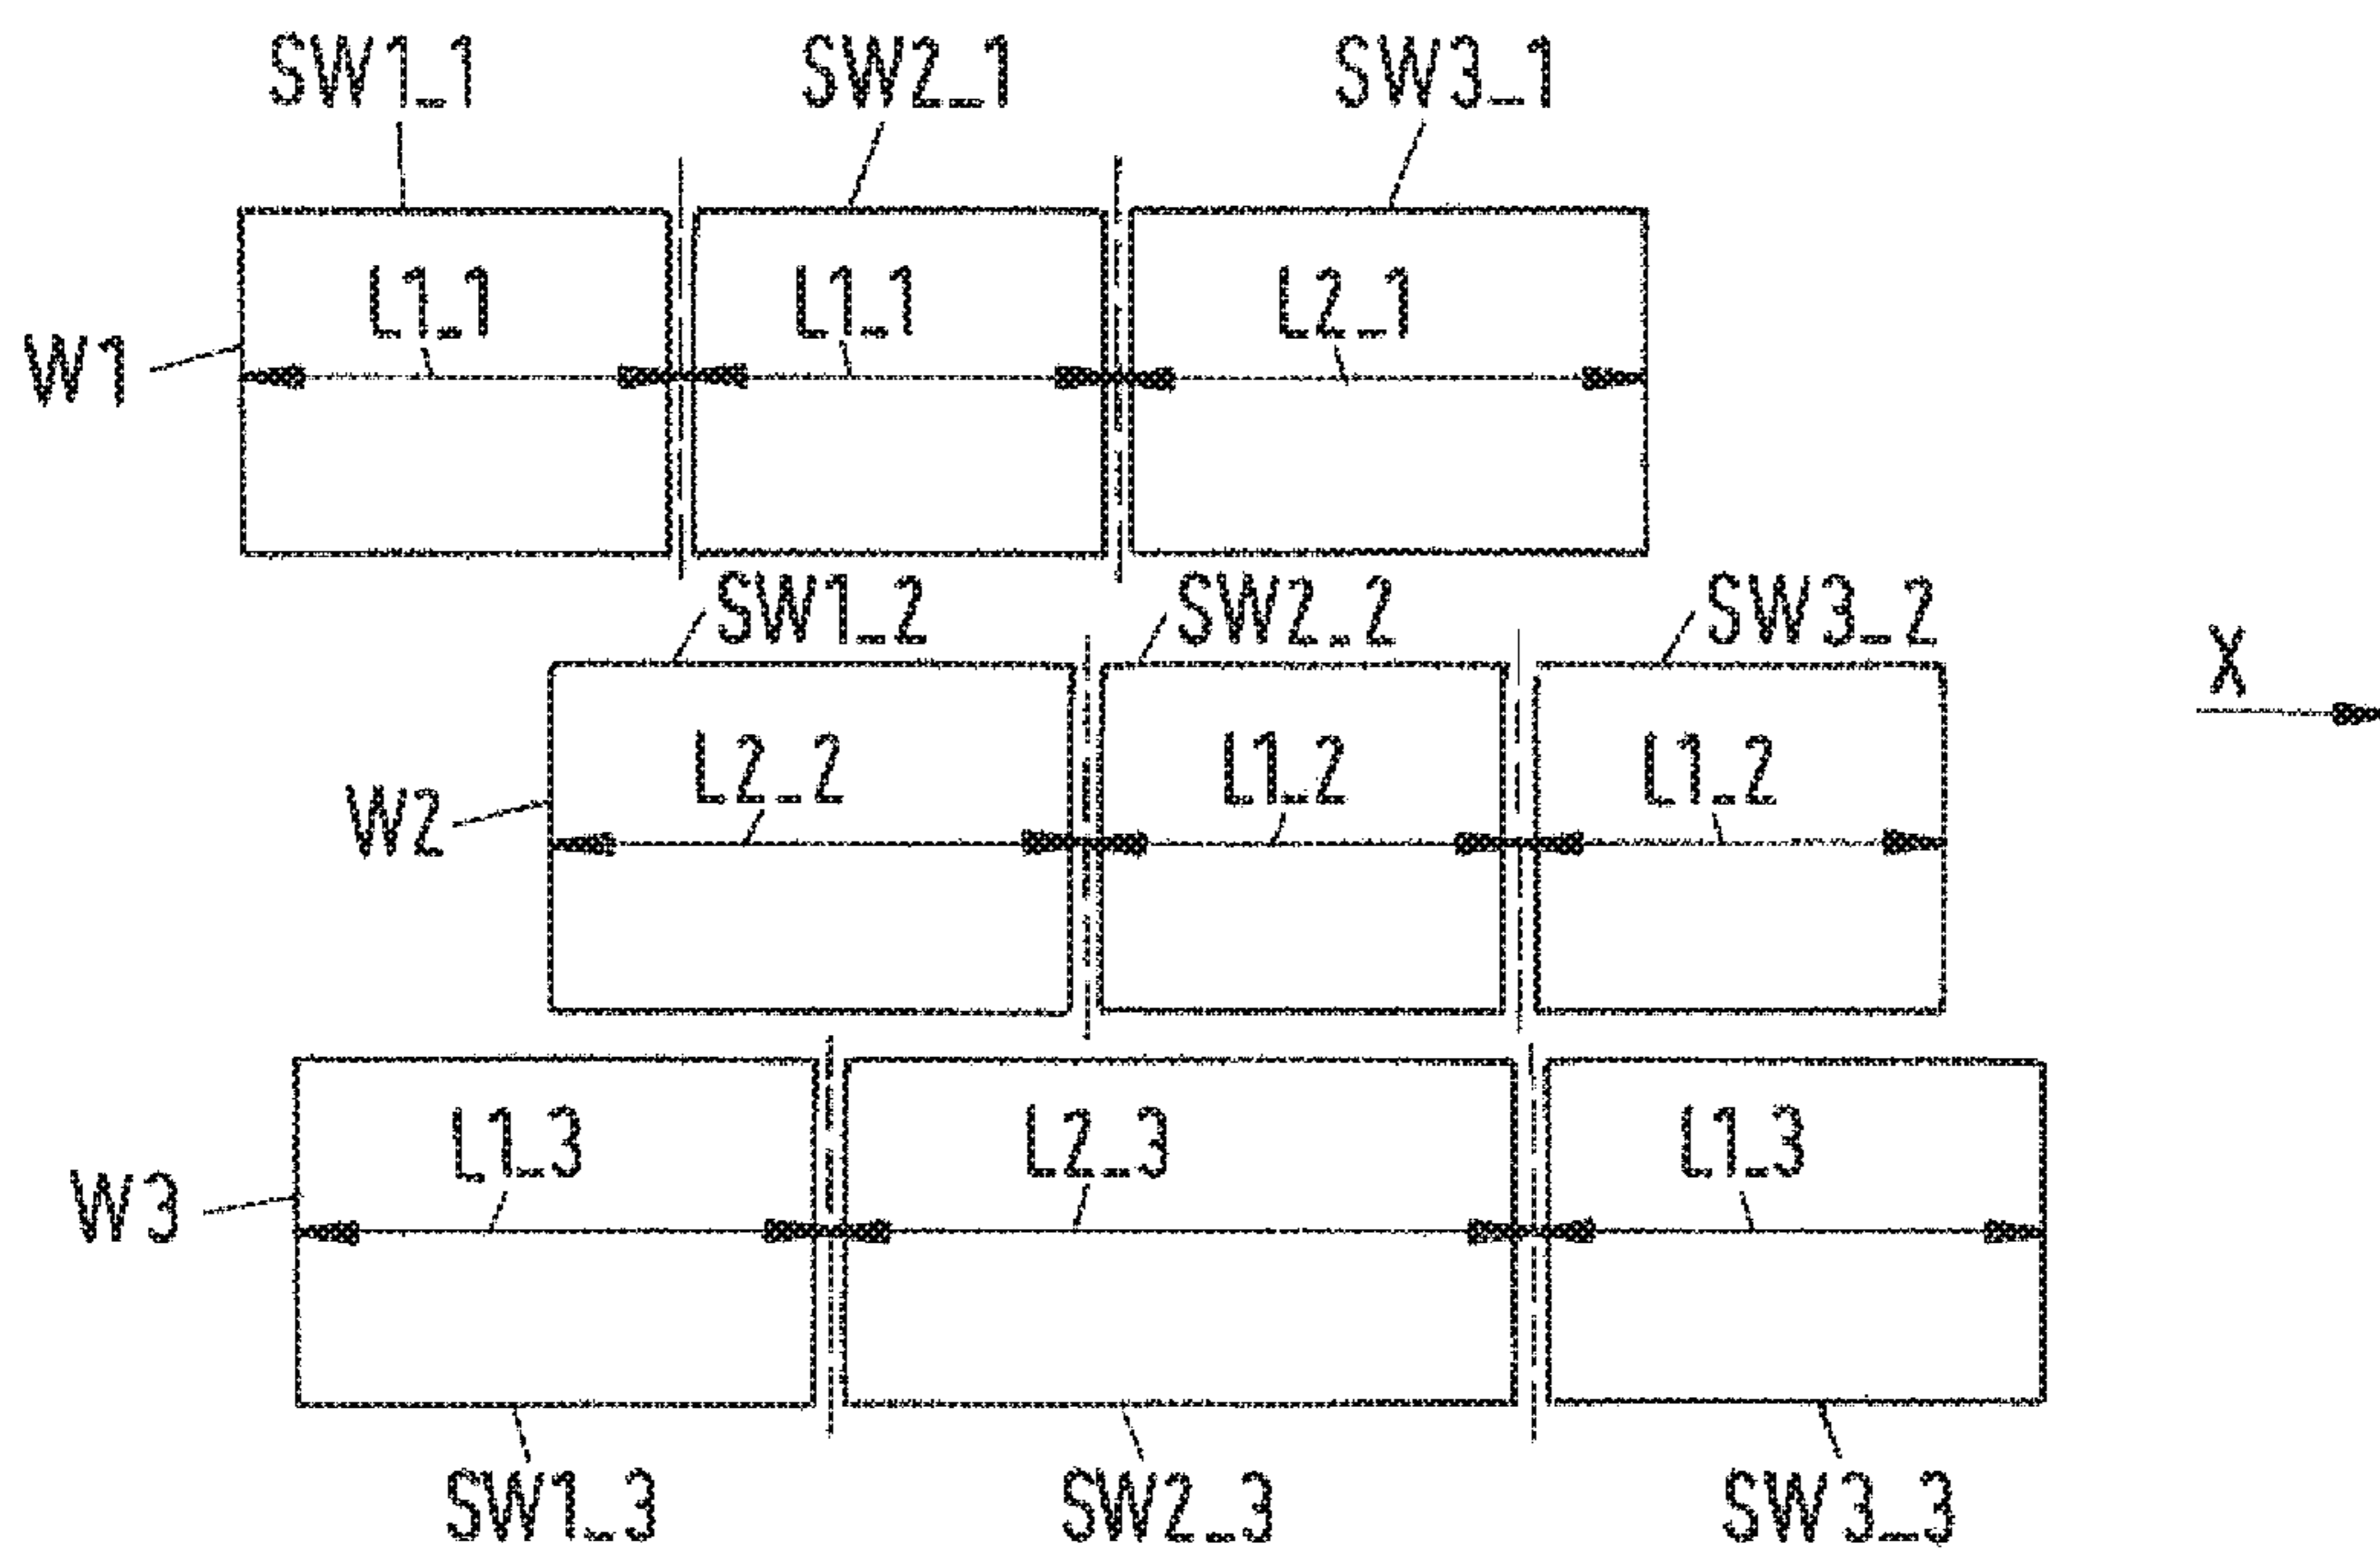 SW1_1 SW2_1 SW3_1
L1_1 L1_1 L2_1
W1
SW1_2 SW2_2 SW3_2
X
L2_2 L1_2 L1_2
W2
L1_3 L2_3 L1_3
W3
SW1_3 SW2_3 SW3_3